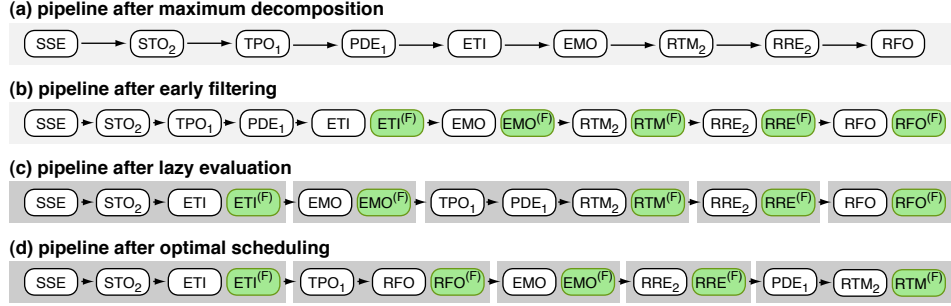 (a) pipeline after maximum decomposition
SSE STO₂ TPO₁ PDE₁ ETI EMO RTM₂ RRE₂ RFO
(b) pipeline after early filtering
SSE STO₂ TPO₁ PDE₁ ETI ETI⁽ᶠ⁾ EMO EMO⁽ᶠ⁾ RTM₂ RTM⁽ᶠ⁾ RRE₂ RRE⁽ᶠ⁾ RFO RFO⁽ᶠ⁾
(c) pipeline after lazy evaluation
SSE STO₂ ETI ETI⁽ᶠ⁾ EMO EMO⁽ᶠ⁾ TPO₁ PDE₁ RTM₂ RTM⁽ᶠ⁾ RRE₂ RRE⁽ᶠ⁾ RFO RFO⁽ᶠ⁾
(d) pipeline after optimal scheduling
SSE STO₂ ETI ETI⁽ᶠ⁾ TPO₁ RFO RFO⁽ᶠ⁾ EMO EMO⁽ᶠ⁾ RRE₂ RRE⁽ᶠ⁾ PDE₁ RTM₂ RTM⁽ᶠ⁾